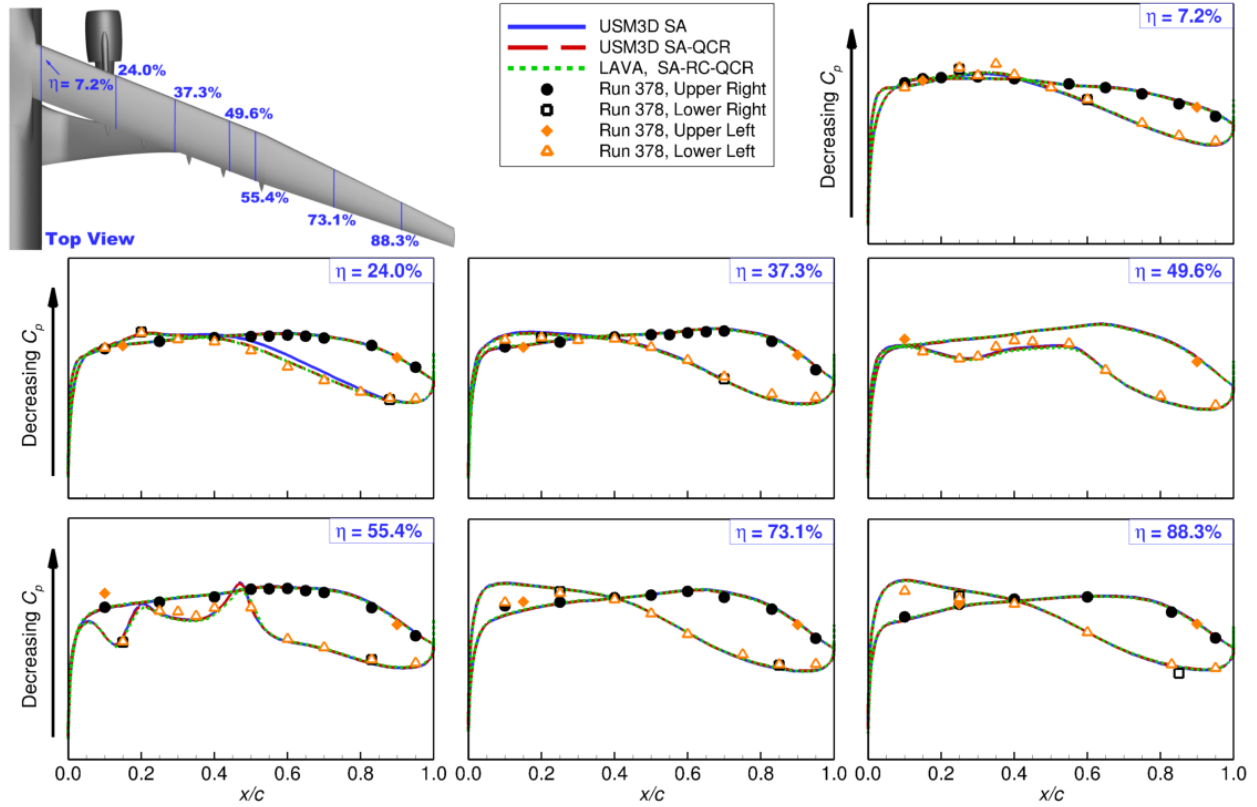 USM3D SA
USM3D SA-QCR
LAVA, SA-RC-QCR
Run 378, Upper Right
Run 378, Lower Right
Run 378, Upper Left
Run 378, Lower Left
η = 7.2%
24.0%
η = 7.2%
37.3%
49.6%
55.4%
73.1%
88.3%
Top View
Decreasing Cp
η = 24.0%
η = 37.3%
η = 49.6%
Decreasing Cp
η = 55.4%
η = 73.1%
η = 88.3%
Decreasing Cp
0.0 0.2 0.4 0.6 0.8 1.0
x/c
0.0 0.2 0.4 0.6 0.8 1.0
x/c
0.0 0.2 0.4 0.6 0.8 1.0
x/c